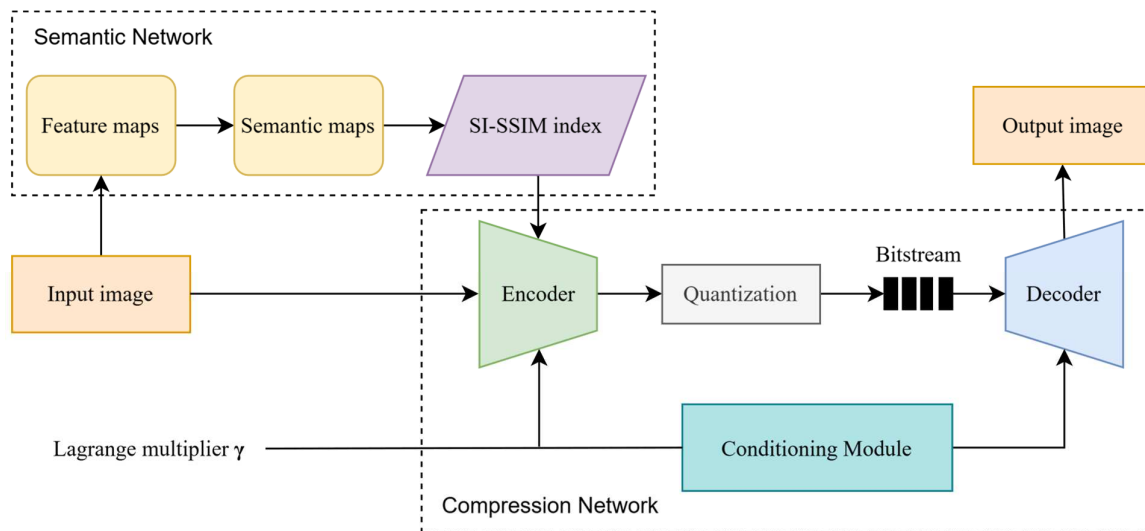 Semantic Network
Feature maps
Semantic maps
SI-SSIM index
Output image
Input image
Encoder
Quantization
Bitstream
Decoder
Lagrange multiplier γ
Conditioning Module
Compression Network